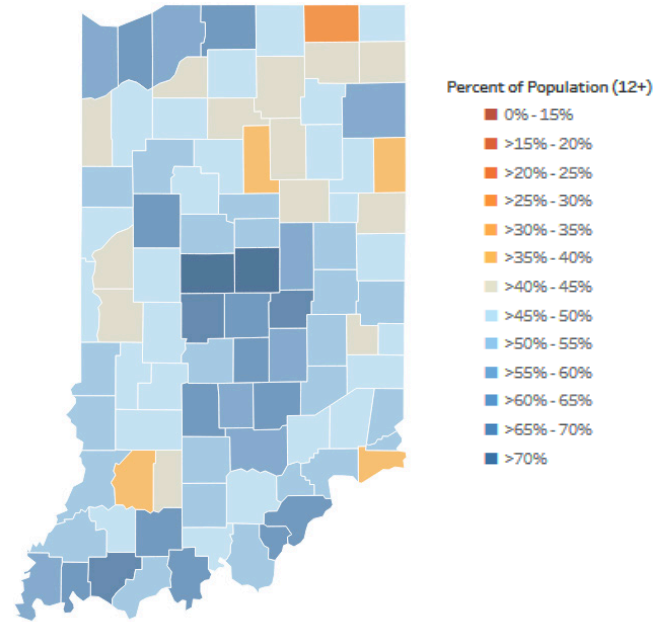 Percent of Population (12+)
0% - 15%
>15% - 20%
>20% - 25%
>25% - 30%
>30% - 35%
>35% - 40%
>40% - 45%
>45% - 50%
>50% - 55%
>55% - 60%
>60% - 65%
>65% - 70%
>70%